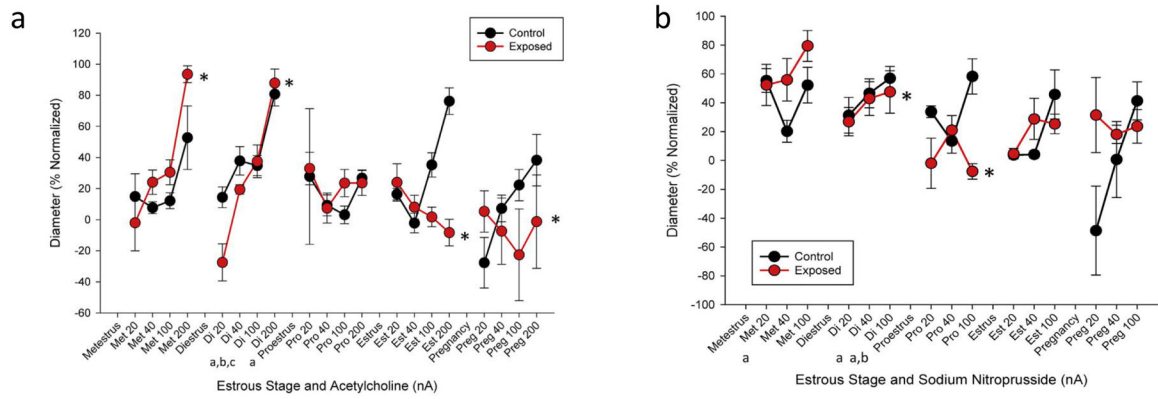 a
Diameter (% Normalized)
120
100
80
60
40
20
0
-20
-40
-60
Control
Exposed
*
*
*
*
Metestrus
Met 20
Met 40
Met 100
Met 200
Diestrus
Di 20
Di 40
Di 100
Di 200
Proestrus
Pro 20
Pro 40
Pro 100
Pro 200
Estrus
Est 20
Est 40
Est 100
Est 200
Pregnancy
Preg 20
Preg 40
Preg 100
Preg 200
a,b,c
a
Estrous Stage and Acetylcholine (nA)
b
Diameter (% Normalized)
100
80
60
40
20
0
-20
-40
-60
-80
-100
Control
Exposed
*
*
Metestrus
Met 20
Met 40
Met 100
Diestrus
Di 20
Di 40
Di 100
Proestrus
Pro 20
Pro 40
Pro 100
Estrus
Est 20
Est 40
Est 100
Pregnancy
Preg 20
Preg 40
Preg 100
a
a
a,b
Estrous Stage and Sodium Nitroprusside (nA)